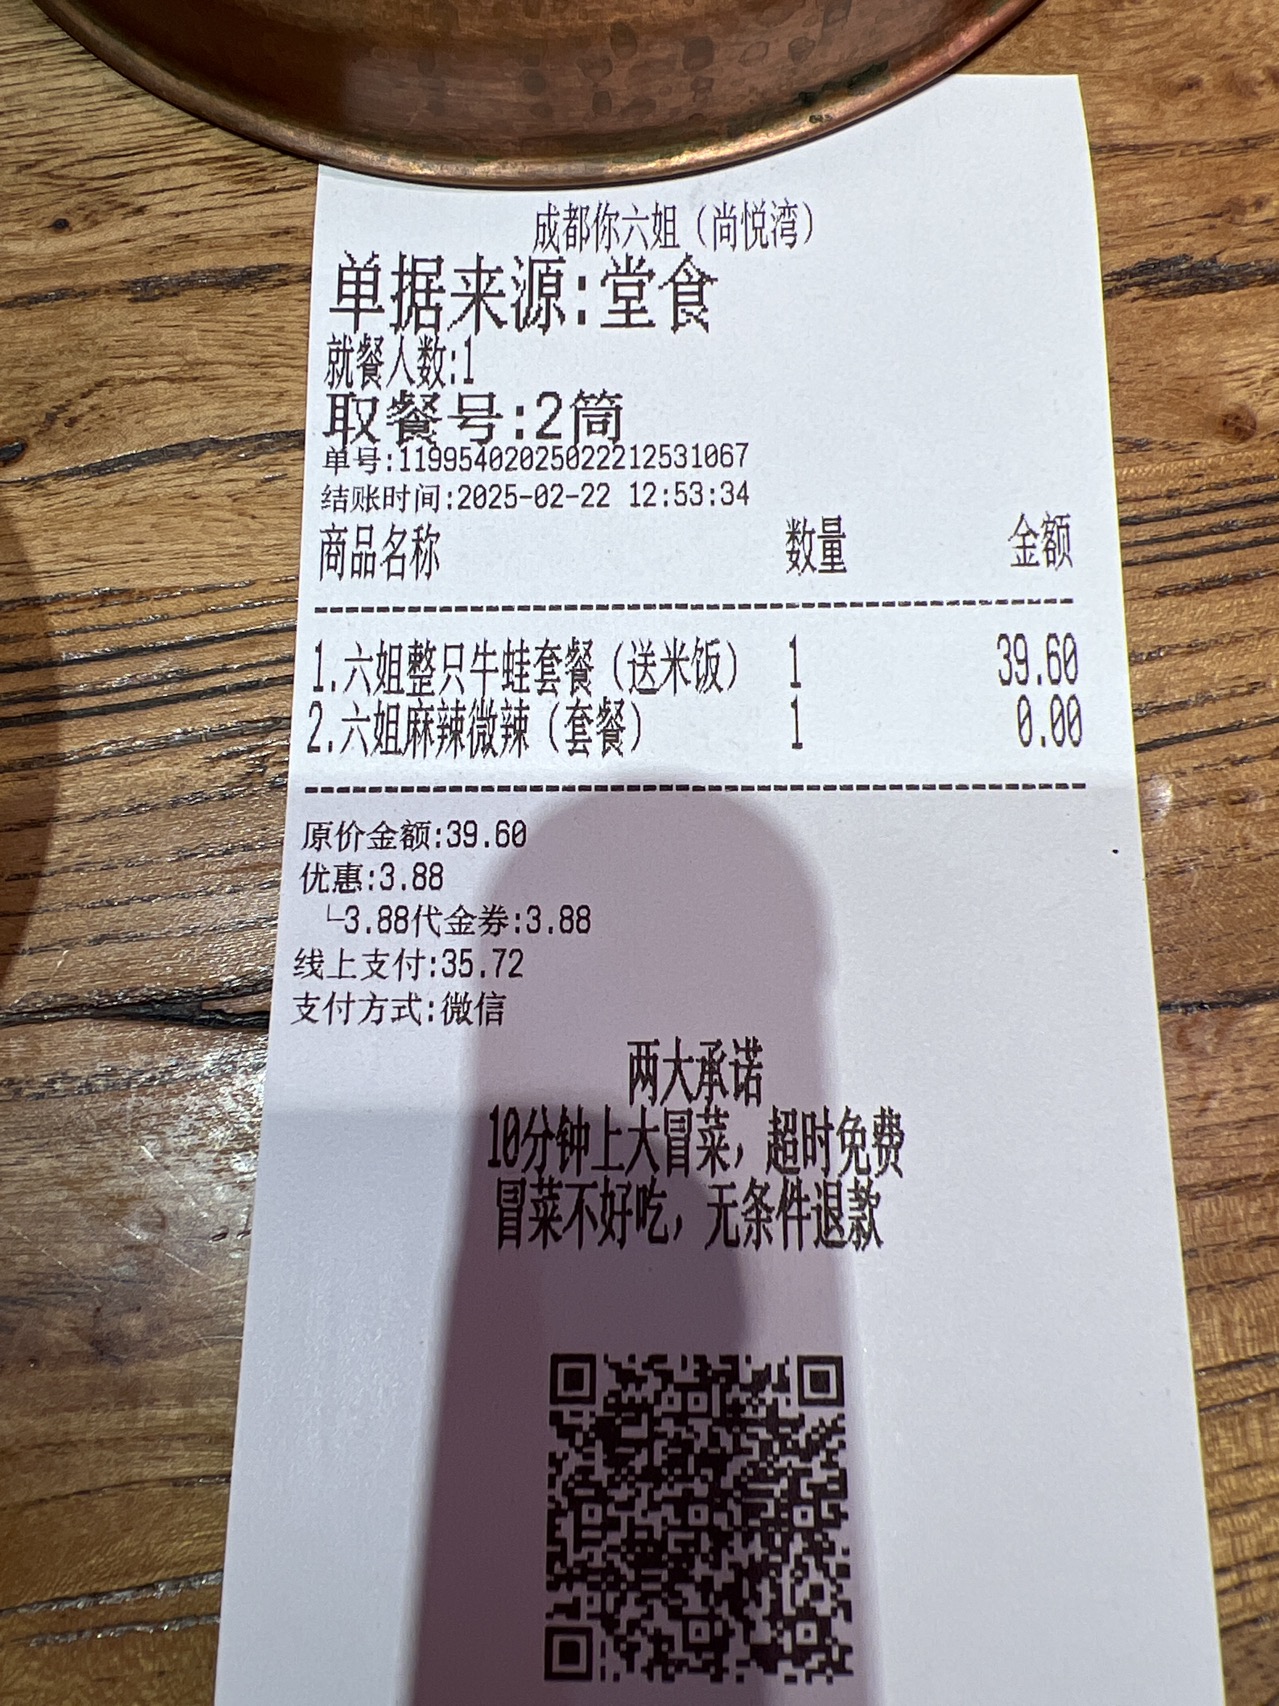 成都你六姐（尚悦湾）
单据来源:堂食
就餐人数:1
取餐号:2筒
单号:11995402025022212531067
结账时间:2025-02-22 12:53:34
商品名称 数量 金额
1.六姐整只牛蛙套餐（送米饭） 1 39.60
2.六姐麻辣微辣（套餐） 1 0.00
原价金额:39.60
优惠:3.88
└3.88代金券:3.88
线上支付:35.72
支付方式:微信
两大承诺
10分钟上大冒菜，超时免费
冒菜不好吃，无条件退款